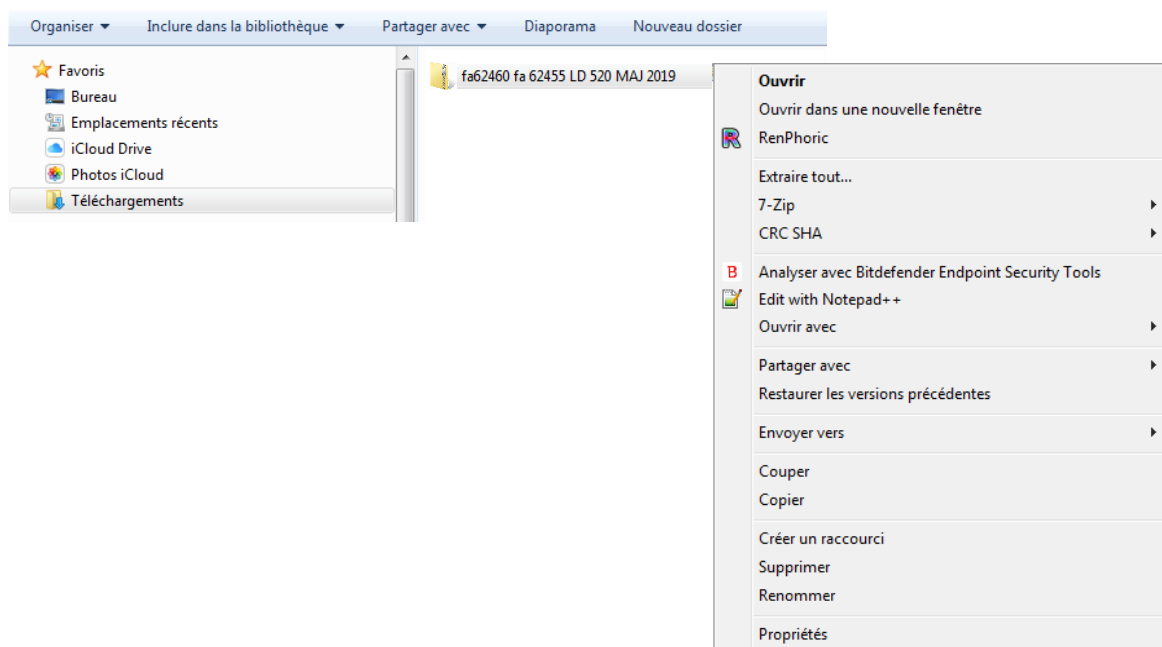 Organiser Inclure dans la bibliothèque Partager avec Diaporama Nouveau dossier
Favoris
Bureau
Emplacements récents
iCloud Drive
Photos iCloud
Téléchargements
fa62460 fa 62455 LD 520 MAJ 2019
Ouvrir
Ouvrir dans une nouvelle fenêtre
RenPhoric
Extraire tout...
7-Zip
CRC SHA
Analyser avec Bitdefender Endpoint Security Tools
Edit with Notepad++
Ouvrir avec
Partager avec
Restaurer les versions précédentes
Envoyer vers
Couper
Copier
Créer un raccourci
Supprimer
Renommer
Propriétés